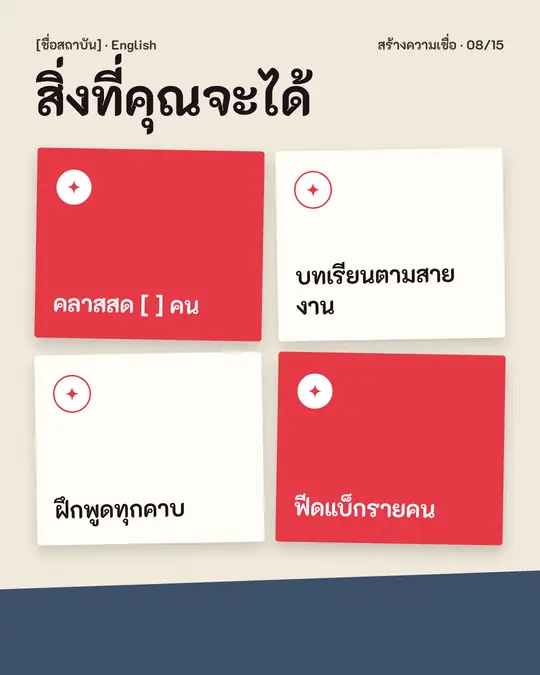 [ชื่อสถาบัน] · English
สร้างความเชื่อ · 08/15
สิ่งที่คุณจะได้
คลาสสด [ ] คน
บทเรียนตามสาย
งาน
ฝึกพูดทุกคาบ
ฟีดแบ็กรายคน